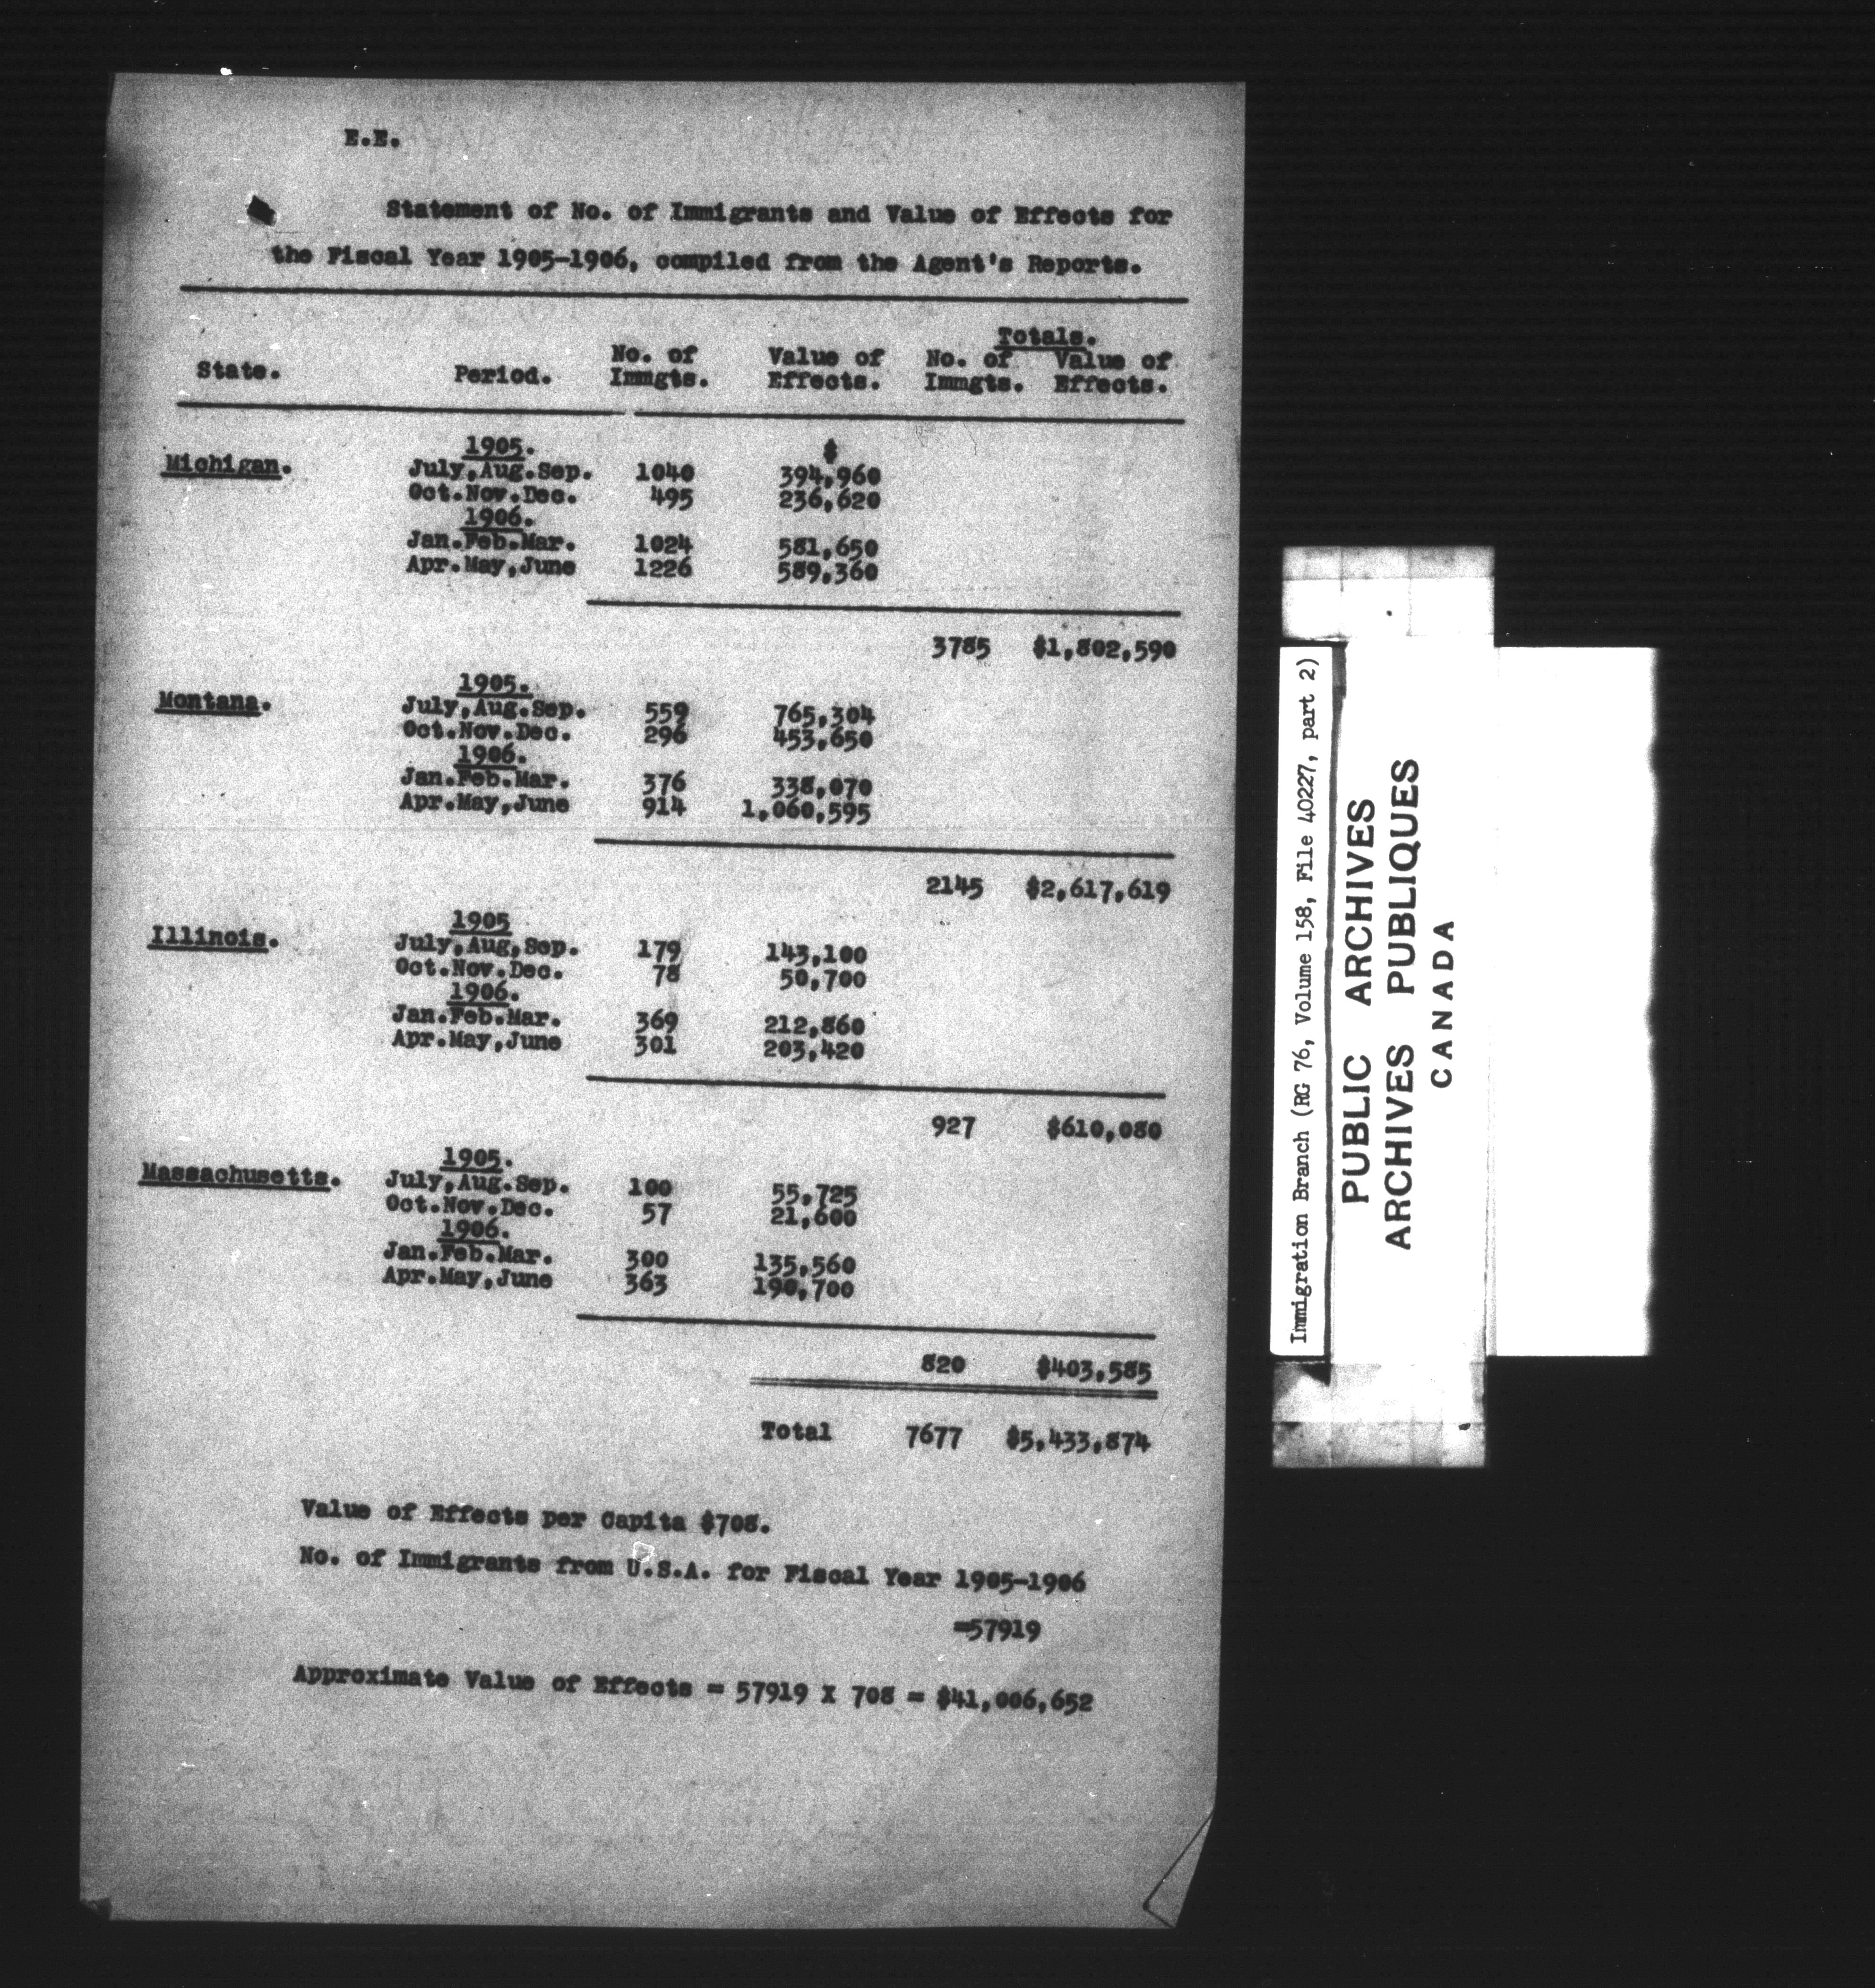 E.E.
Statement of No. of Immigrants and Value of Effects for
the Fiscal Year 1905-1906, compiled from the Agent's Reports.
Totals.
State. Period. No. of Immgts. Value of Effects. No. of Immgts. Value of Effects.
1905. $
Michigan. July,Aug.Sep. 1040 394,960
Oct.Nov.Dec. 495 236,620
1906.
Jan.Feb.Mar. 1024 581,650
Apr.May,June 1226 589,360
3785 $1,802,590
1905.
Montana. July,Aug.Sep. 559 765,304
Oct.Nov.Dec. 296 453,650
1906.
Jan.Feb.Mar. 376 338,070
Apr.May,June 914 1,060,595
2145 $2,617,619
1905
Illinois. July,Aug,Sep. 179 143,100
Oct.Nov.Dec. 78 50,700
1906.
Jan.Feb.Mar. 369 212,860
Apr.May,June 301 203,420
927 $610,080
1905.
Massachusetts. July,Aug.Sep. 100 55,725
Oct.Nov.Dec. 57 21,600
1906.
Jan.Feb.Mar. 300 135,560
Apr.May,June 363 190,700
820 $403,585
Total 7677 $5,433,874
Value of Effects per Capita $708.
No. of Immigrants from U.S.A. for Fiscal Year 1905-1906
=57919
Approximate Value of Effects = 57919 X 708 = $41,006,652
Immigration Branch (RG 76, Volume 158, File 40227, part 2)
PUBLIC ARCHIVES
ARCHIVES PUBLIQUES
CANADA